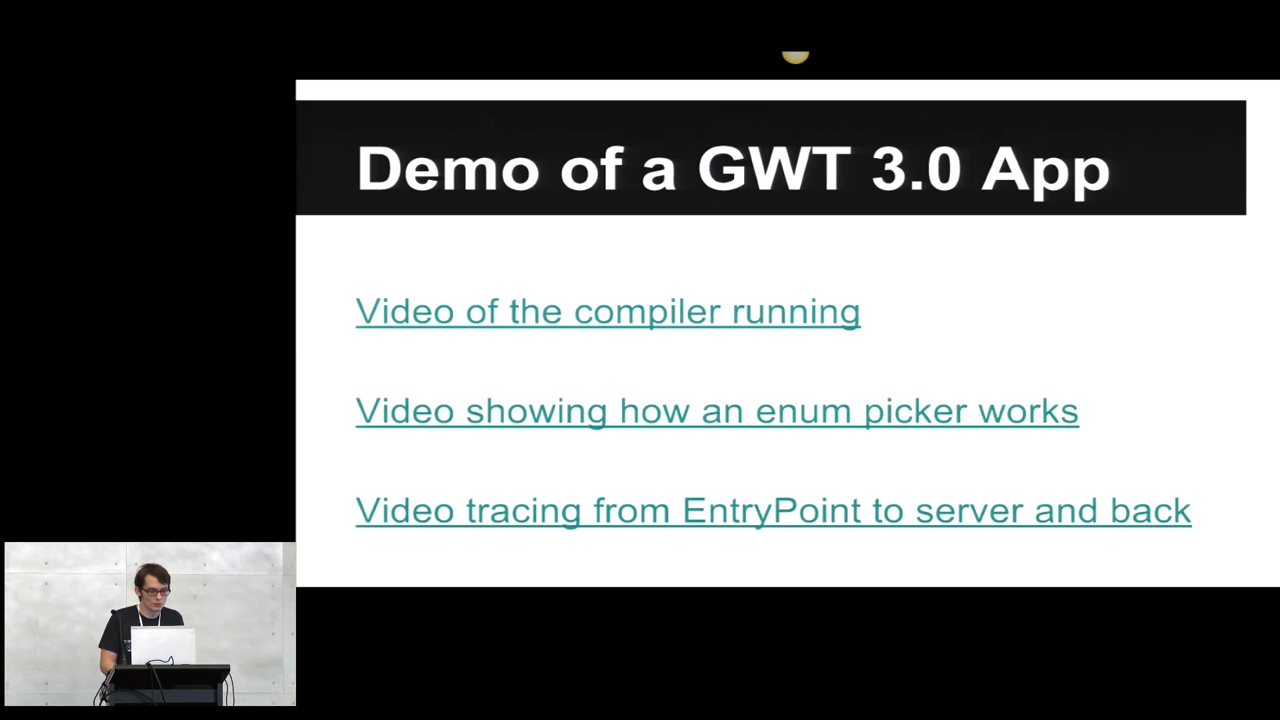 Demo of a GWT 3.0 App
Video of the compiler running
Video showing how an enum picker works
Video tracing from EntryPoint to server and back